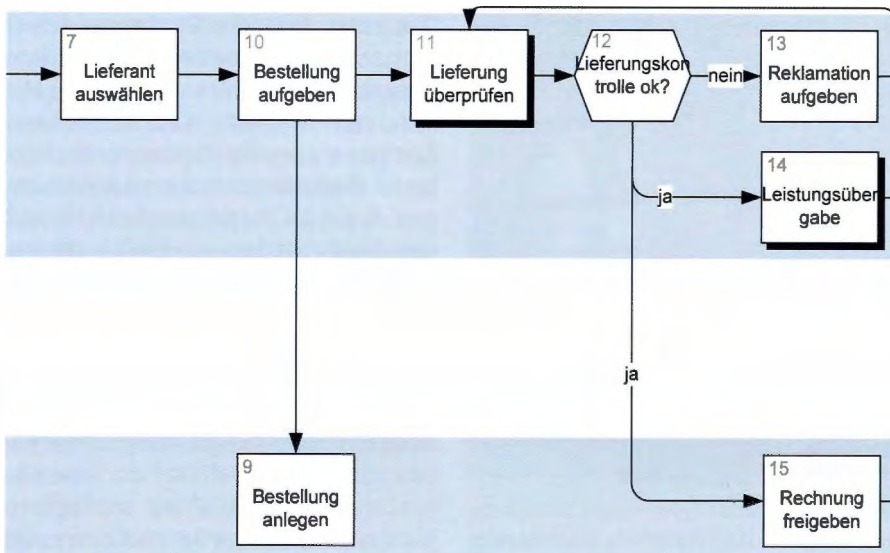 7
Lieferant
auswählen
10
Bestellung
aufgeben
11
Lieferung
überprüfen
12
Lieferungskon
trolle ok?
nein
13
Reklamation
aufgeben
14
Leistungsüber
gabe
ja
ja
9
Bestellung
anlegen
15
Rechnung
freigeben